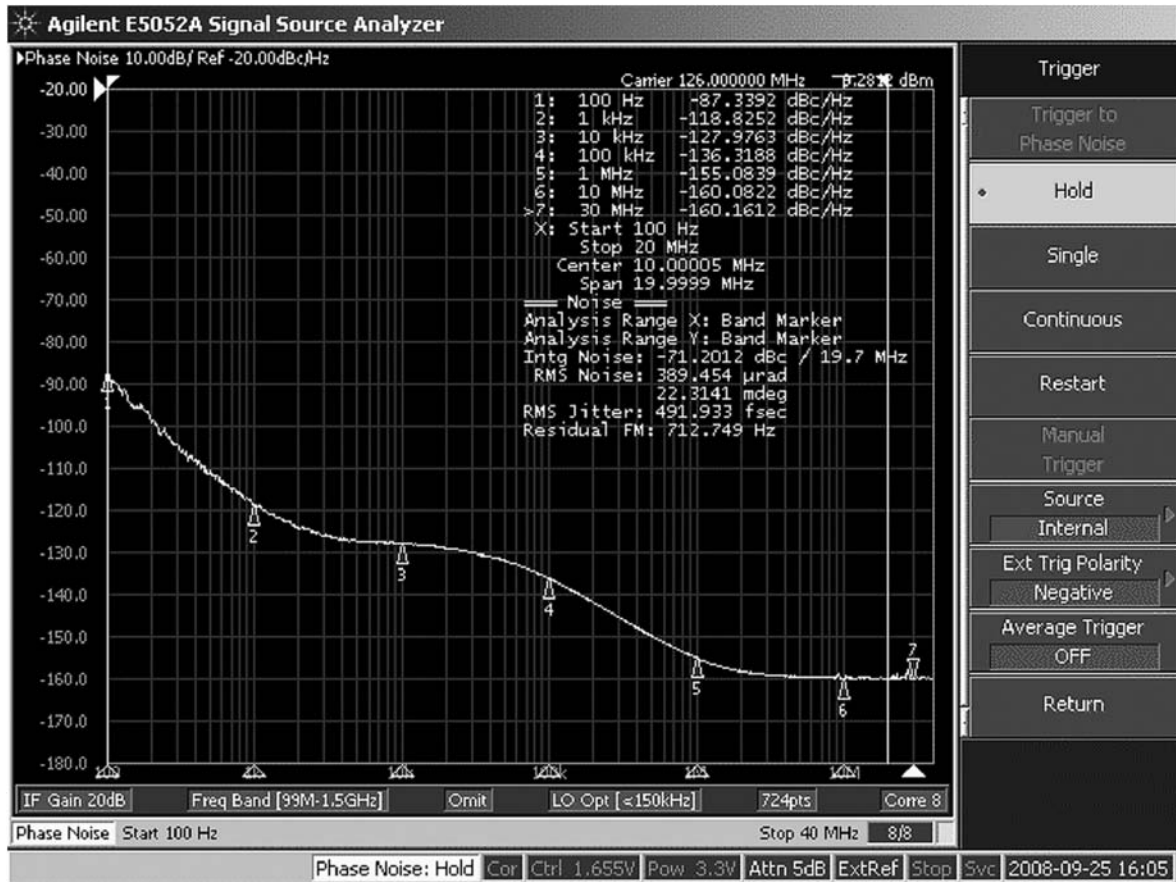 Agilent E5052A Signal Source Analyzer
Phase Noise 10.00dB/ Ref -20.00dBc/Hz
Carrier 126.000000 MHz dBm
1: 100 Hz -87.3392 dBc/Hz
2: 1 kHz -118.8252 dBc/Hz
3: 10 kHz -127.9763 dBc/Hz
4: 100 kHz -136.3188 dBc/Hz
5: 1 MHz -155.0839 dBc/Hz
6: 10 MHz -160.0822 dBc/Hz
>7: 30 MHz -160.1612 dBc/Hz
X: Start 100 Hz
Stop 20 MHz
Center 10.00005 MHz
Span 19.9999 MHz
=== Noise ===
Analysis Range X: Band Marker
Analysis Range Y: Band Marker
Intg Noise: -71.2012 dBc / 19.7 MHz
RMS Noise: 389.454 µrad
22.3141 mdeg
RMS Jitter: 491.933 fsec
Residual FM: 712.749 Hz
-20.00
-30.00
-40.00
-50.00
-60.00
-70.00
-80.00
-90.00
-100.0
-110.0
-120.0
-130.0
-140.0
-150.0
-160.0
-170.0
-180.0
1
2
3
4
5
6
7
100k
10M
IF Gain 20dB
Freq Band [99M-1.5GHz]
Omit
LO Opt [<150kHz]
724pts
Corre 8
Phase Noise Start 100 Hz
Stop 40 MHz
8/8
Phase Noise: Hold
Cor
Ctrl 1.655V
Pow 3.3V
Attn 5dB
ExtRef
Stop
Svc
2008-09-25 16:05
Trigger
Trigger to
Phase Noise
Hold
Single
Continuous
Restart
Manual
Trigger
Source
Internal
Ext Trig Polarity
Negative
Average Trigger
OFF
Return